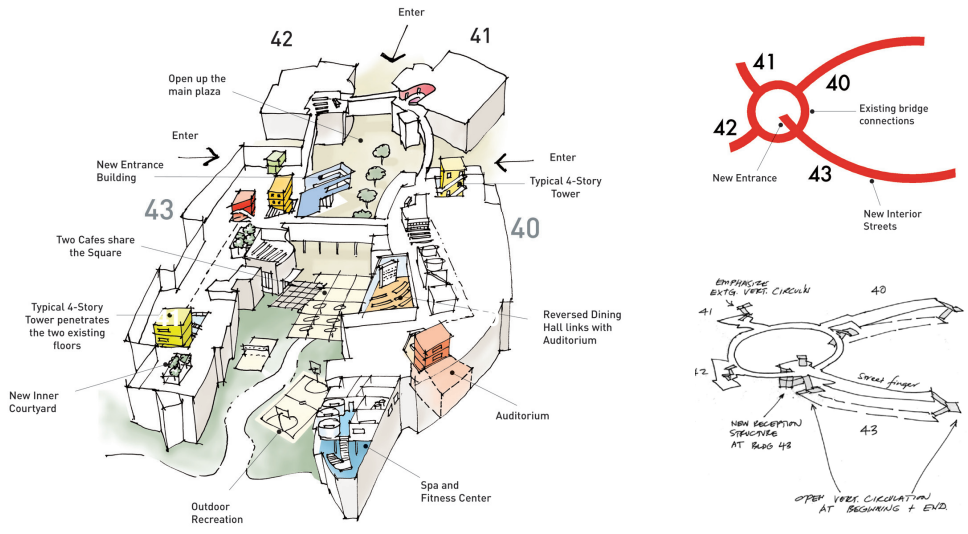 Enter
42
41
Open up the
main plaza
Enter
New Entrance
Building
Enter
Typical 4-Story
Tower
43
40
Two Cafes share
the Square
Typical 4-Story
Tower penetrates
the two existing
floors
Reversed Dining
Hall links with
Auditorium
New Inner
Courtyard
Auditorium
Spa and
Fitness Center
Outdoor
Recreation
41
40
Existing bridge
connections
42
New Entrance
43
New Interior
Streets
EMPHASIZE
EXTG. VERT. CIRCULN
40
41
42
Street finger
43
NEW RECEPTION
STRUCTURE
AT BLDG 43
OPEN VERT. CIRCULATION
AT BEGINNING + END.